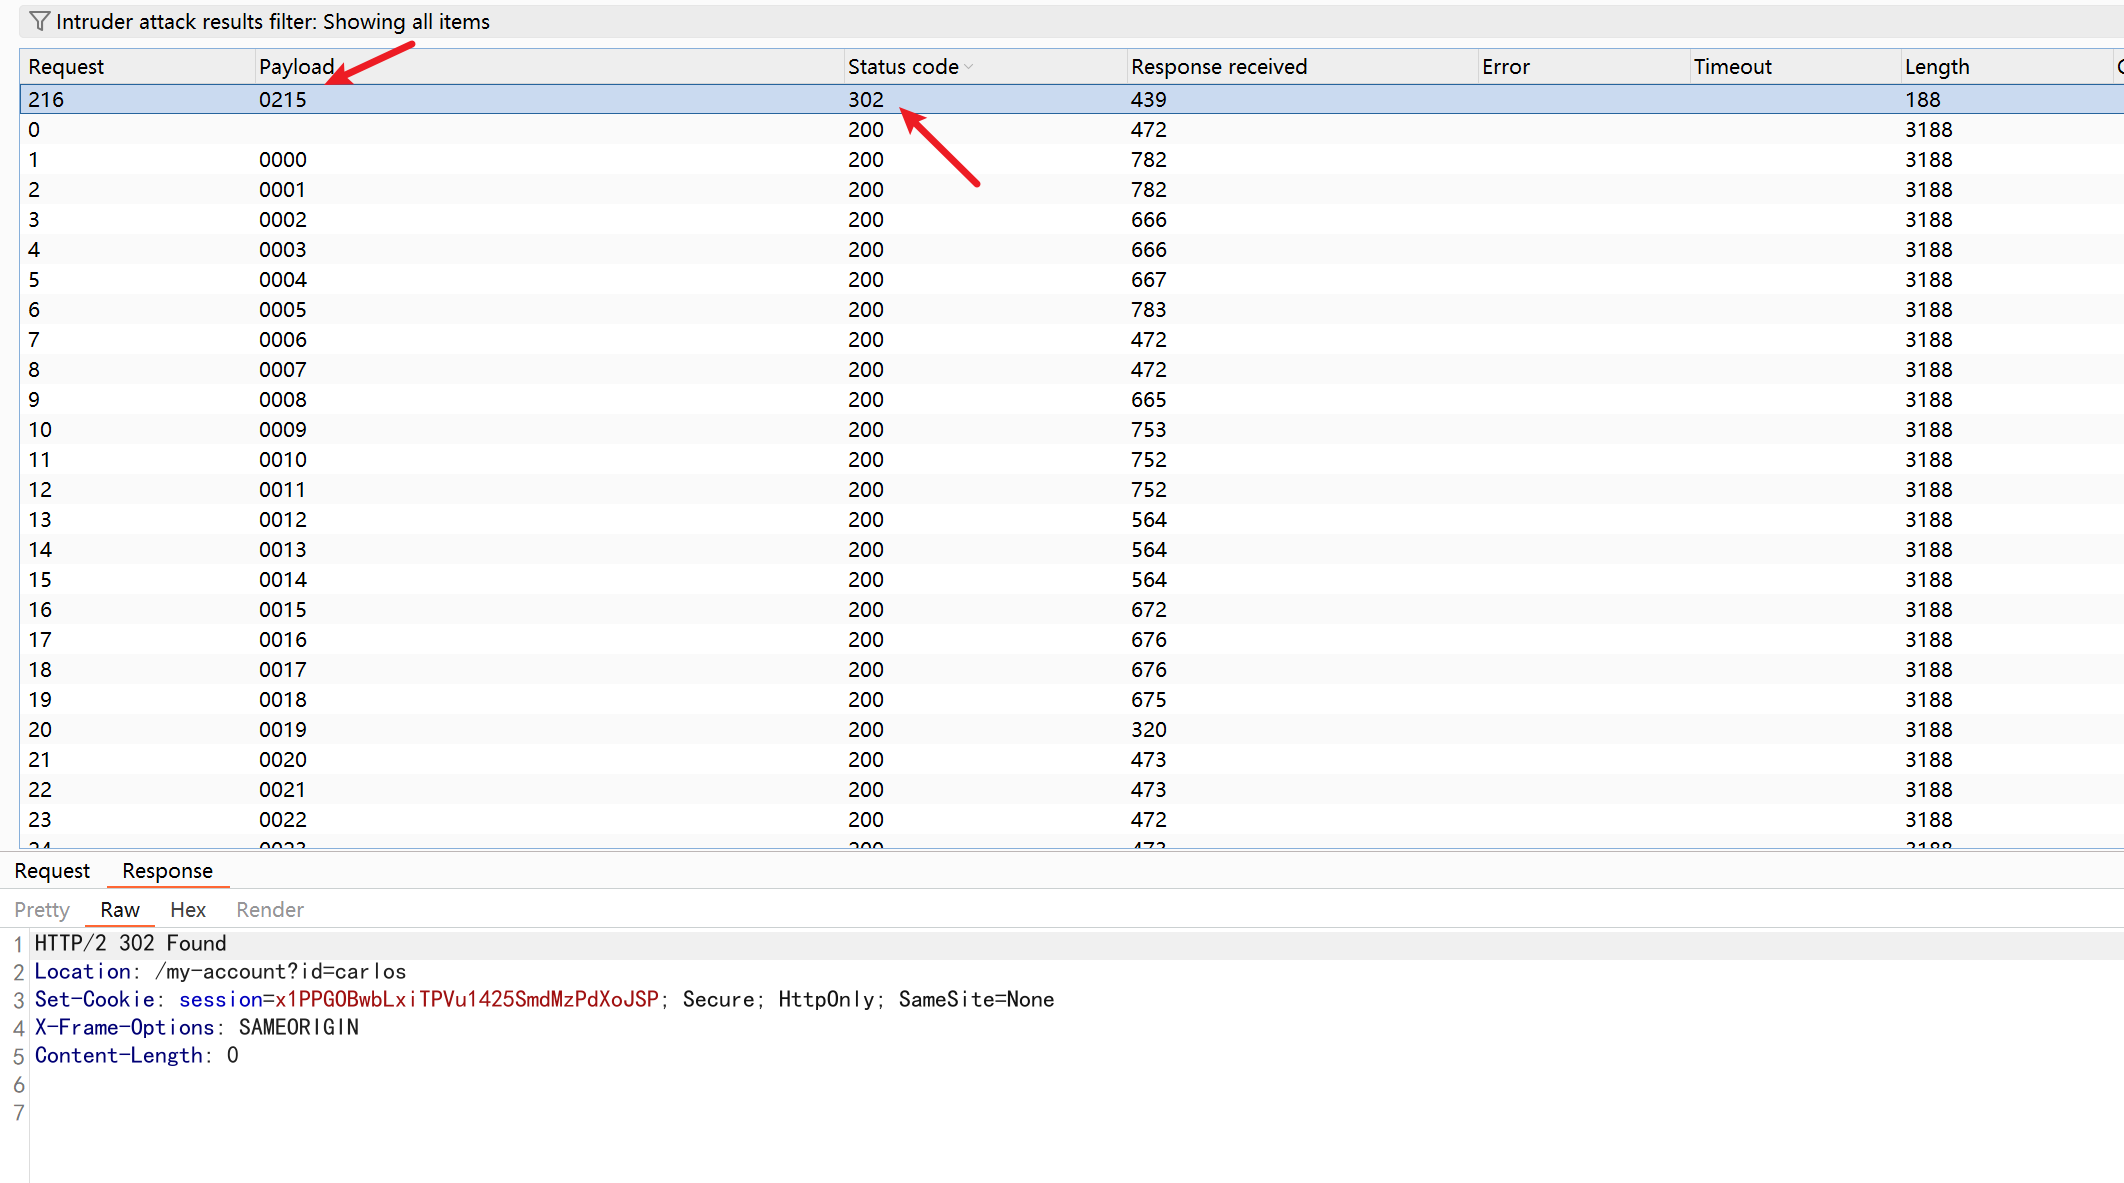 Intruder attack results filter: Showing all items
Request Payload Status code Response received Error Timeout Length
216 0215 302 439 188
0 200 472 3188
1 0000 200 782 3188
2 0001 200 782 3188
3 0002 200 666 3188
4 0003 200 666 3188
5 0004 200 667 3188
6 0005 200 783 3188
7 0006 200 472 3188
8 0007 200 472 3188
9 0008 200 665 3188
10 0009 200 753 3188
11 0010 200 752 3188
12 0011 200 752 3188
13 0012 200 564 3188
14 0013 200 564 3188
15 0014 200 564 3188
16 0015 200 672 3188
17 0016 200 676 3188
18 0017 200 676 3188
19 0018 200 675 3188
20 0019 200 320 3188
21 0020 200 473 3188
22 0021 200 473 3188
23 0022 200 472 3188
24 0023 200 473 3188
Request Response
Pretty Raw Hex Render
1 HTTP/2 302 Found
2 Location: /my-account?id=carlos
3 Set-Cookie: session=x1PPGOBwbLxiTPVu1425SmdMzPdXoJSP; Secure; HttpOnly; SameSite=None
4 X-Frame-Options: SAMEORIGIN
5 Content-Length: 0
6
7